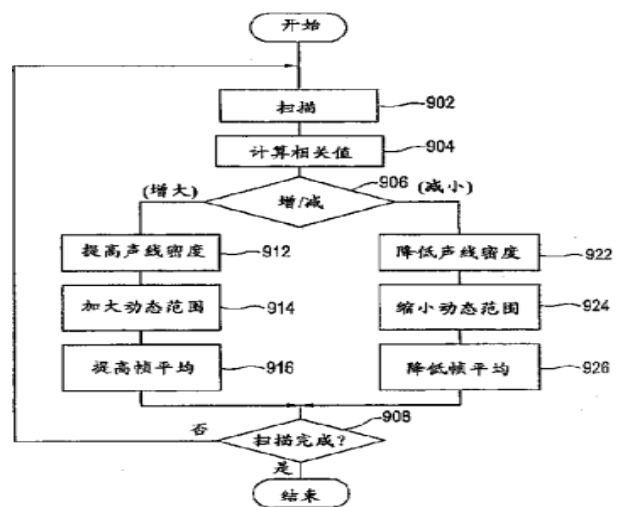 开始
扫描
902
计算相关值
904
906
(增大)
增/减
(减小)
提高声线密度
912
降低声线密度
922
加大动态范围
914
缩小动态范围
924
提高帧平均
916
降低帧平均
926
908
否
扫描完成?
是
结束